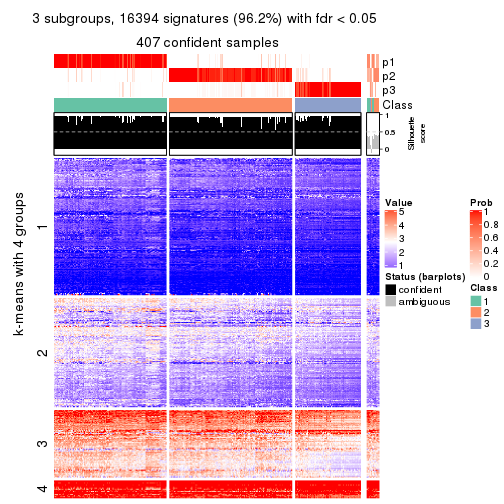 3 subgroups, 16394 signatures (96.2%) with fdr < 0.05
407 confident samples
p1
p2
p3
Class
1
0.5
0
Silhouette
score
k-means with 4 groups
1
2
3
4
Value
5
4
3
2
1
Status (barplots)
confident
ambiguous
Prob
1
0.8
0.6
0.4
0.2
0
Class
1
2
3